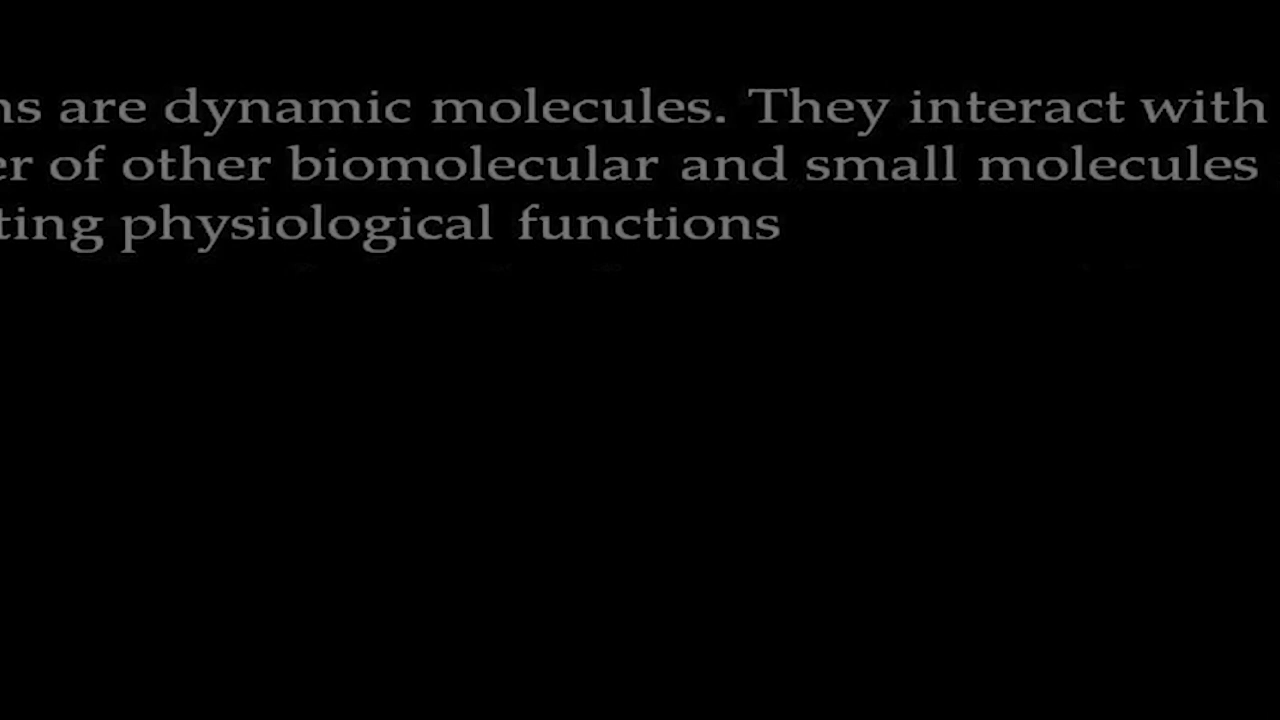 ns are dynamic molecules. They interact with
er of other biomolecular and small molecules
ting physiological functions